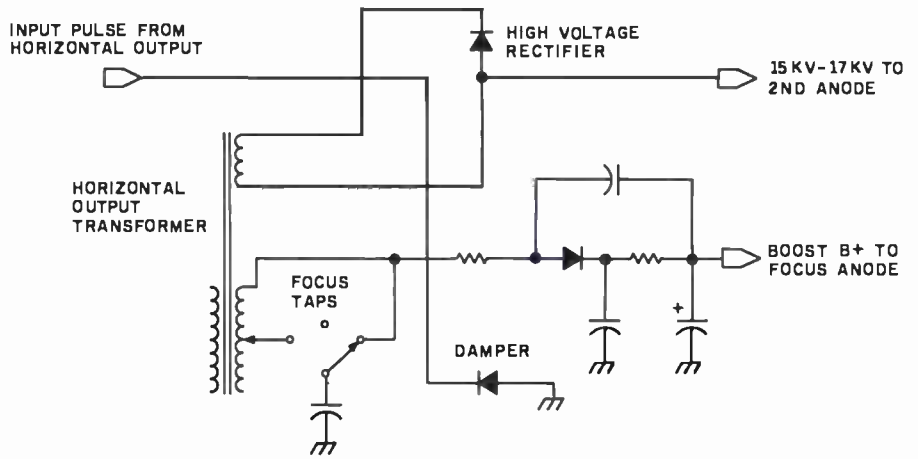 INPUT PULSE FROM
HORIZONTAL OUTPUT
HIGH VOLTAGE
RECTIFIER
15KV-17KV TO
2ND ANODE
HORIZONTAL
OUTPUT
TRANSFORMER
FOCUS
TAPS
BOOST B+ TO
FOCUS ANODE
+
DAMPER